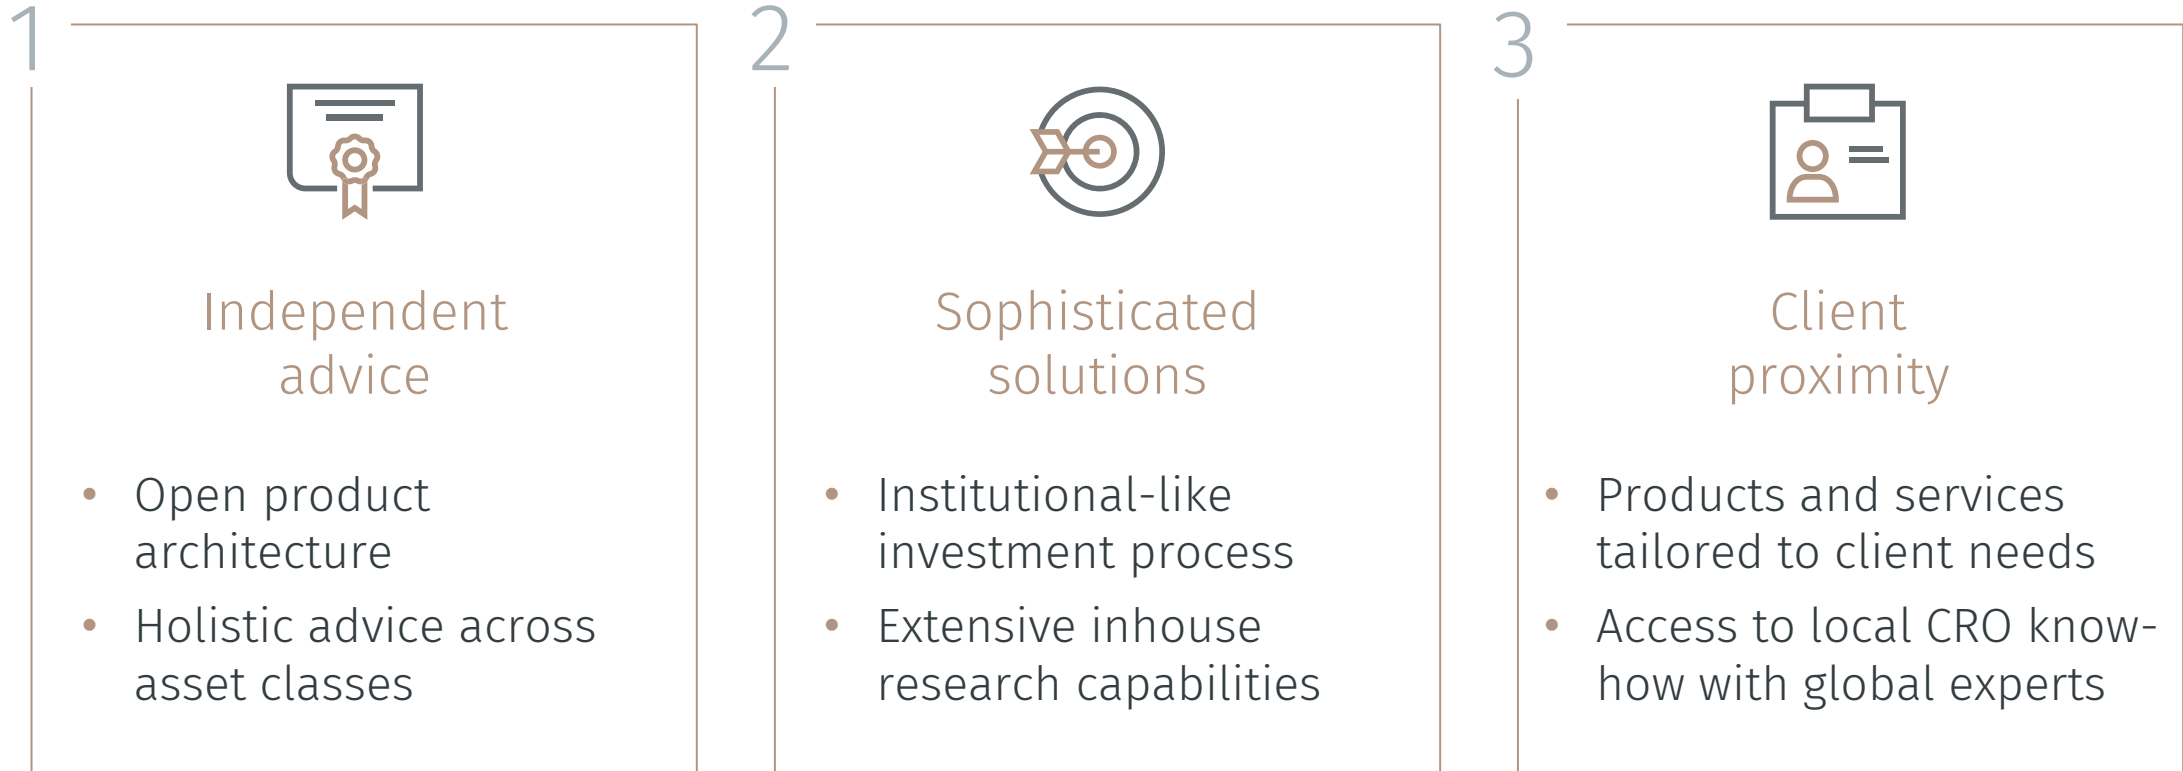 1
Independent
advice
• Open product
architecture
• Holistic advice across
asset classes
2
Sophisticated
solutions
• Institutional-like
investment process
• Extensive inhouse
research capabilities
3
Client
proximity
• Products and services
tailored to client needs
• Access to local CRO know-
how with global experts